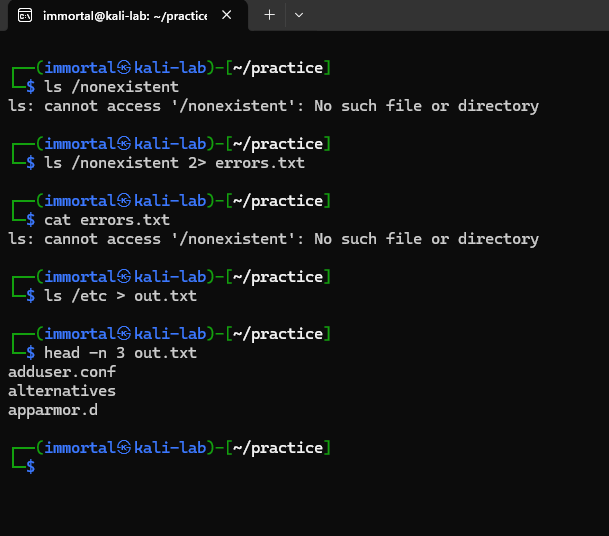 immortal@kali-lab: ~/practice
┌──(immortal㉿kali-lab)-[~/practice]
└─$ ls /nonexistent
ls: cannot access '/nonexistent': No such file or directory
┌──(immortal㉿kali-lab)-[~/practice]
└─$ ls /nonexistent 2> errors.txt
┌──(immortal㉿kali-lab)-[~/practice]
└─$ cat errors.txt
ls: cannot access '/nonexistent': No such file or directory
┌──(immortal㉿kali-lab)-[~/practice]
└─$ ls /etc > out.txt
┌──(immortal㉿kali-lab)-[~/practice]
└─$ head -n 3 out.txt
adduser.conf
alternatives
apparmor.d
┌──(immortal㉿kali-lab)-[~/practice]
└─$